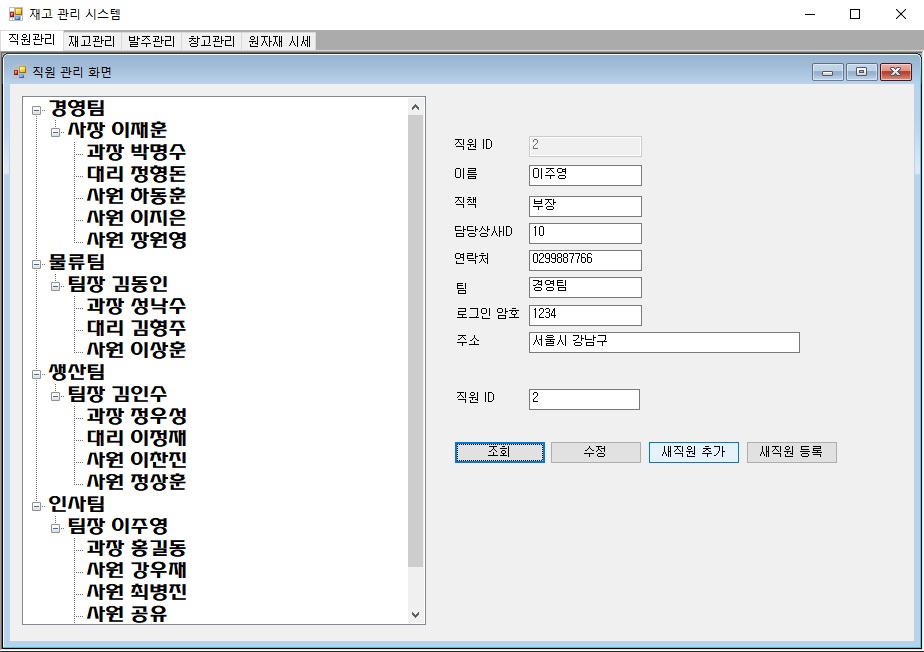 재고 관리 시스템
직원관리 재고관리 발주관리 창고관리 원자재 시세
직원 관리 화면
경영팀
사장 이재훈
과장 박명수
대리 정형돈
사원 하동훈
사원 이지은
사원 장원영
물류팀
팀장 김동인
과장 성낙수
대리 김형주
사원 이상훈
생산팀
팀장 김인수
과장 정우성
대리 이정재
사원 이찬진
사원 정상훈
인사팀
팀장 이주영
과장 홍길동
사원 강우재
사원 최병진
사원 공유
직원 ID 2
이름 이주영
직책 부장
담당상사ID 10
연락처 0299887766
팀 경영팀
로그인 암호 1234
주소 서울시 강남구
직원 ID 2
조회 수정 새직원 추가 새직원 등록